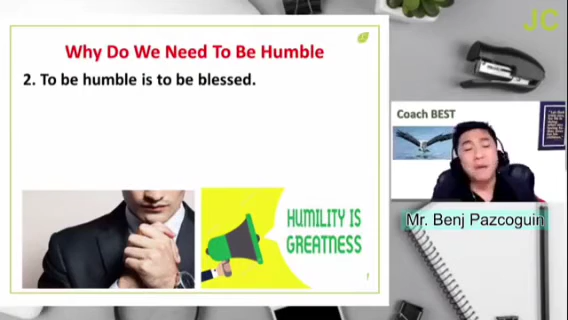 Why Do We Need To Be Humble
2. To be humble is to be blessed.
HUMILITY IS
GREATNESS
JC
Coach BEST
Mr. Benj Pazcoguin